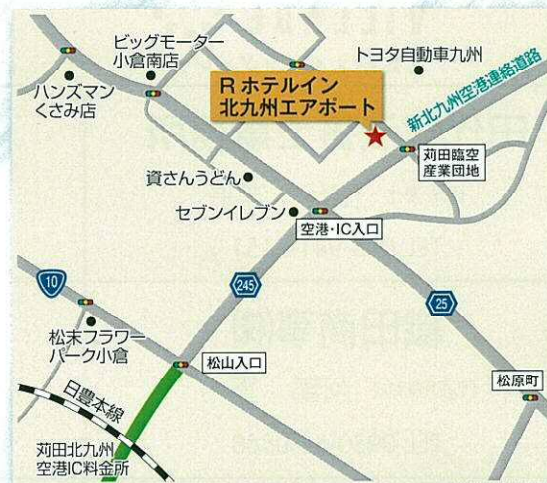 ビッグモーター
小倉南店
トヨタ自動車九州
ハンズマン
くさみ店
R ホテルイン
北九州エアポート
新北九州空港連絡道路
苅田臨空
産業団地
資さんうどん
セブンイレブン
空港・IC入口
10
245
25
松末フラワー
パーク小倉
松山入口
松原町
日豊本線
苅田北九州
空港IC料金所